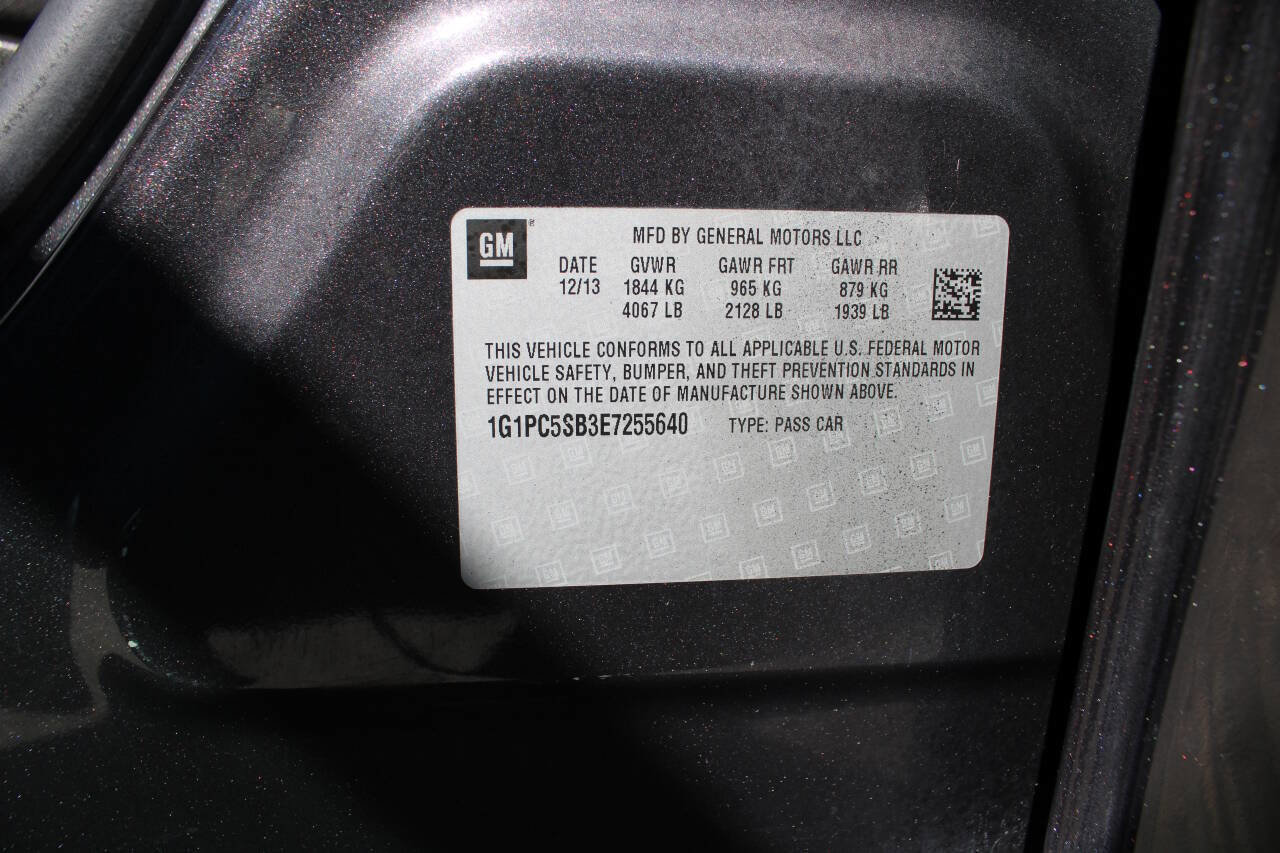 GM®
MFD BY GENERAL MOTORS LLC
DATE GVWR GAWR FRT GAWR RR
12/13 1844 KG 965 KG 879 KG
4067 LB 2128 LB 1939 LB
THIS VEHICLE CONFORMS TO ALL APPLICABLE U.S. FEDERAL MOTOR
VEHICLE SAFETY, BUMPER, AND THEFT PREVENTION STANDARDS IN
EFFECT ON THE DATE OF MANUFACTURE SHOWN ABOVE.
1G1PC5SB3E7255640 TYPE: PASS CAR